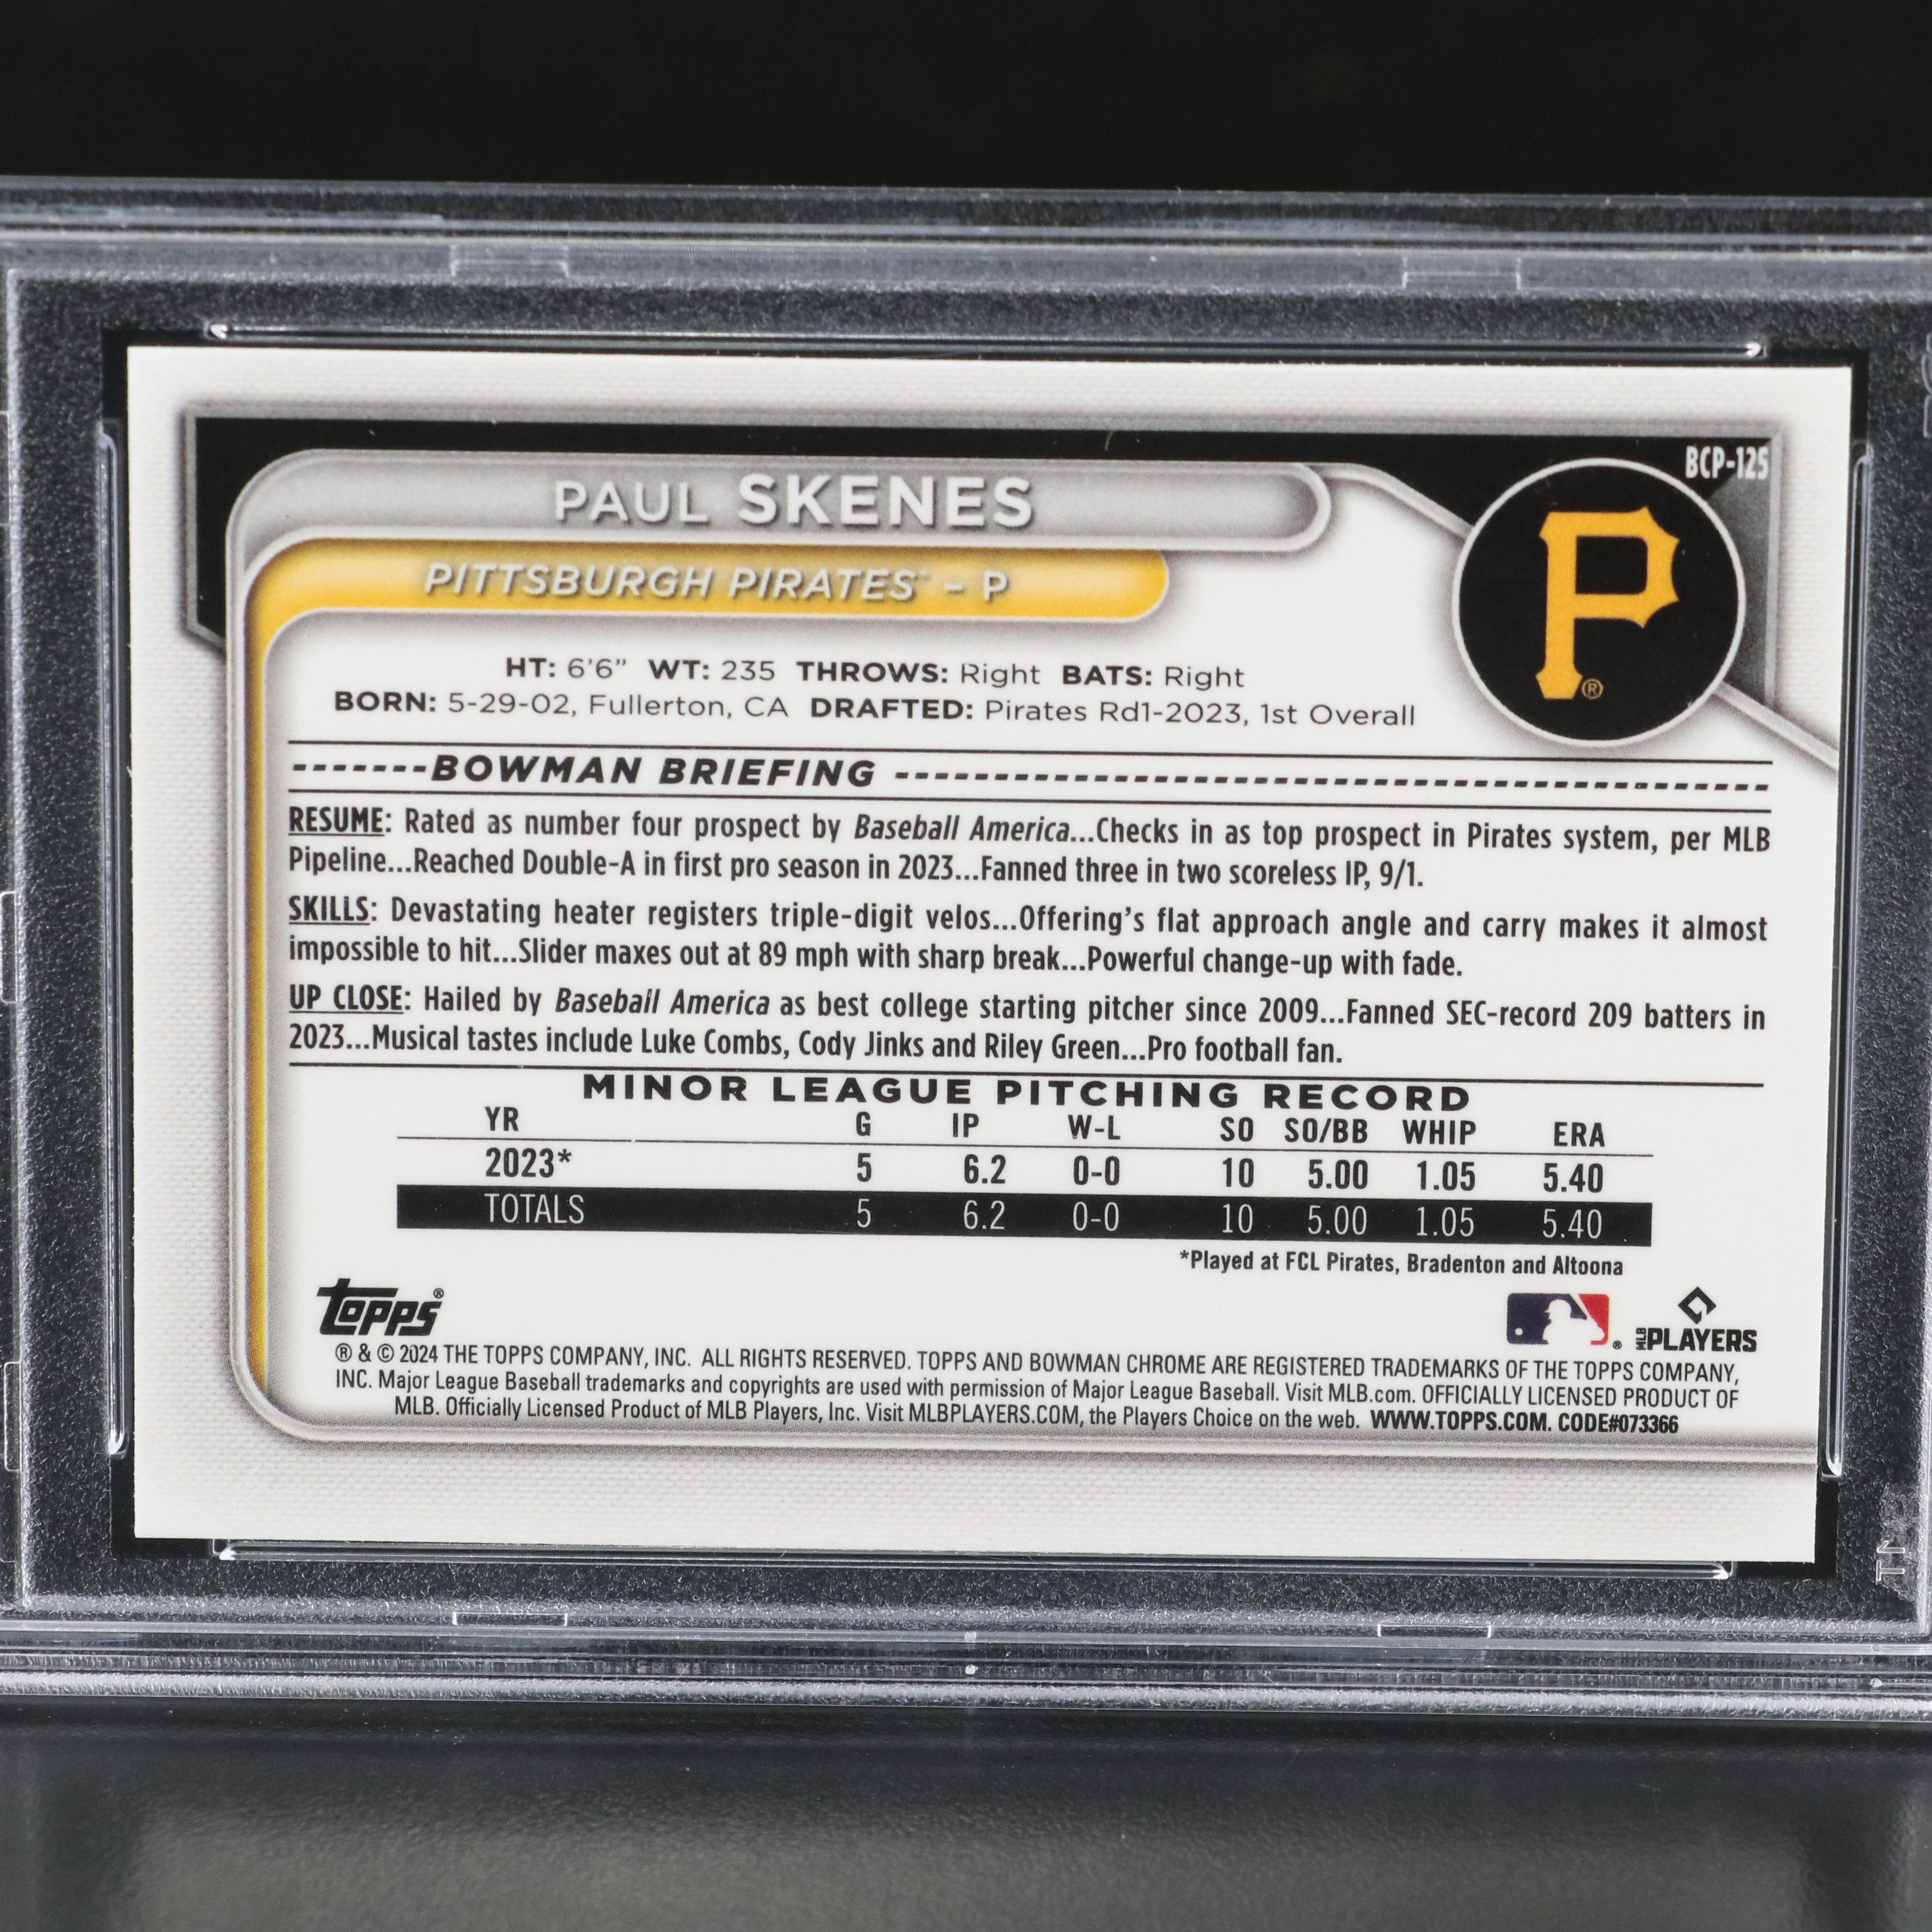 BCP-125
PAUL SKENES
PITTSBURGH PIRATES™ - P
P®
HT: 6'6" WT: 235 THROWS: Right BATS: Right
BORN: 5-29-02, Fullerton, CA DRAFTED: Pirates Rd1-2023, 1st Overall
-------BOWMAN BRIEFING --------------------------------------------------
RESUME: Rated as number four prospect by Baseball America...Checks in as top prospect in Pirates system, per MLB
Pipeline...Reached Double-A in first pro season in 2023...Fanned three in two scoreless IP, 9/1.
SKILLS: Devastating heater registers triple-digit velos...Offering's flat approach angle and carry makes it almost
impossible to hit...Slider maxes out at 89 mph with sharp break...Powerful change-up with fade.
UP CLOSE: Hailed by Baseball America as best college starting pitcher since 2009...Fanned SEC-record 209 batters in
2023...Musical tastes include Luke Combs, Cody Jinks and Riley Green...Pro football fan.
MINOR LEAGUE PITCHING RECORD
YR G IP W-L SO SO/BB WHIP ERA
2023* 5 6.2 0-0 10 5.00 1.05 5.40
TOTALS 5 6.2 0-0 10 5.00 1.05 5.40
*Played at FCL Pirates, Bradenton and Altoona
topps®
MLB PLAYERS
® & © 2024 THE TOPPS COMPANY, INC. ALL RIGHTS RESERVED. TOPPS AND BOWMAN CHROME ARE REGISTERED TRADEMARKS OF THE TOPPS COMPANY,
INC. Major League Baseball trademarks and copyrights are used with permission of Major League Baseball. Visit MLB.com. OFFICIALLY LICENSED PRODUCT OF
MLB. Officially Licensed Product of MLB Players, Inc. Visit MLBPLAYERS.COM, the Players Choice on the web. WWW.TOPPS.COM. CODE#073366